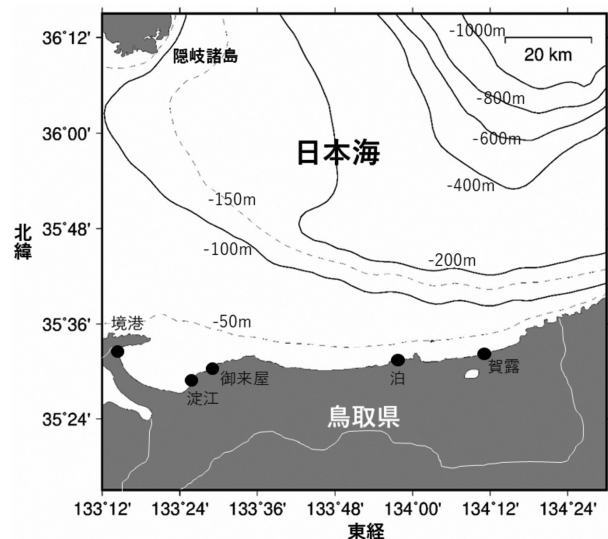 36˚12'
36˚00'
35˚48'
35˚36'
35˚24'
北緯
隠岐諸島
日本海
-1000m
20 km
-800m
-600m
-400m
-150m
-100m
-200m
-50m
境港
淀江
御来屋
泊
賀露
鳥取県
133˚12'
133˚24'
133˚36'
133˚48'
134˚00'
134˚12'
134˚24'
東経